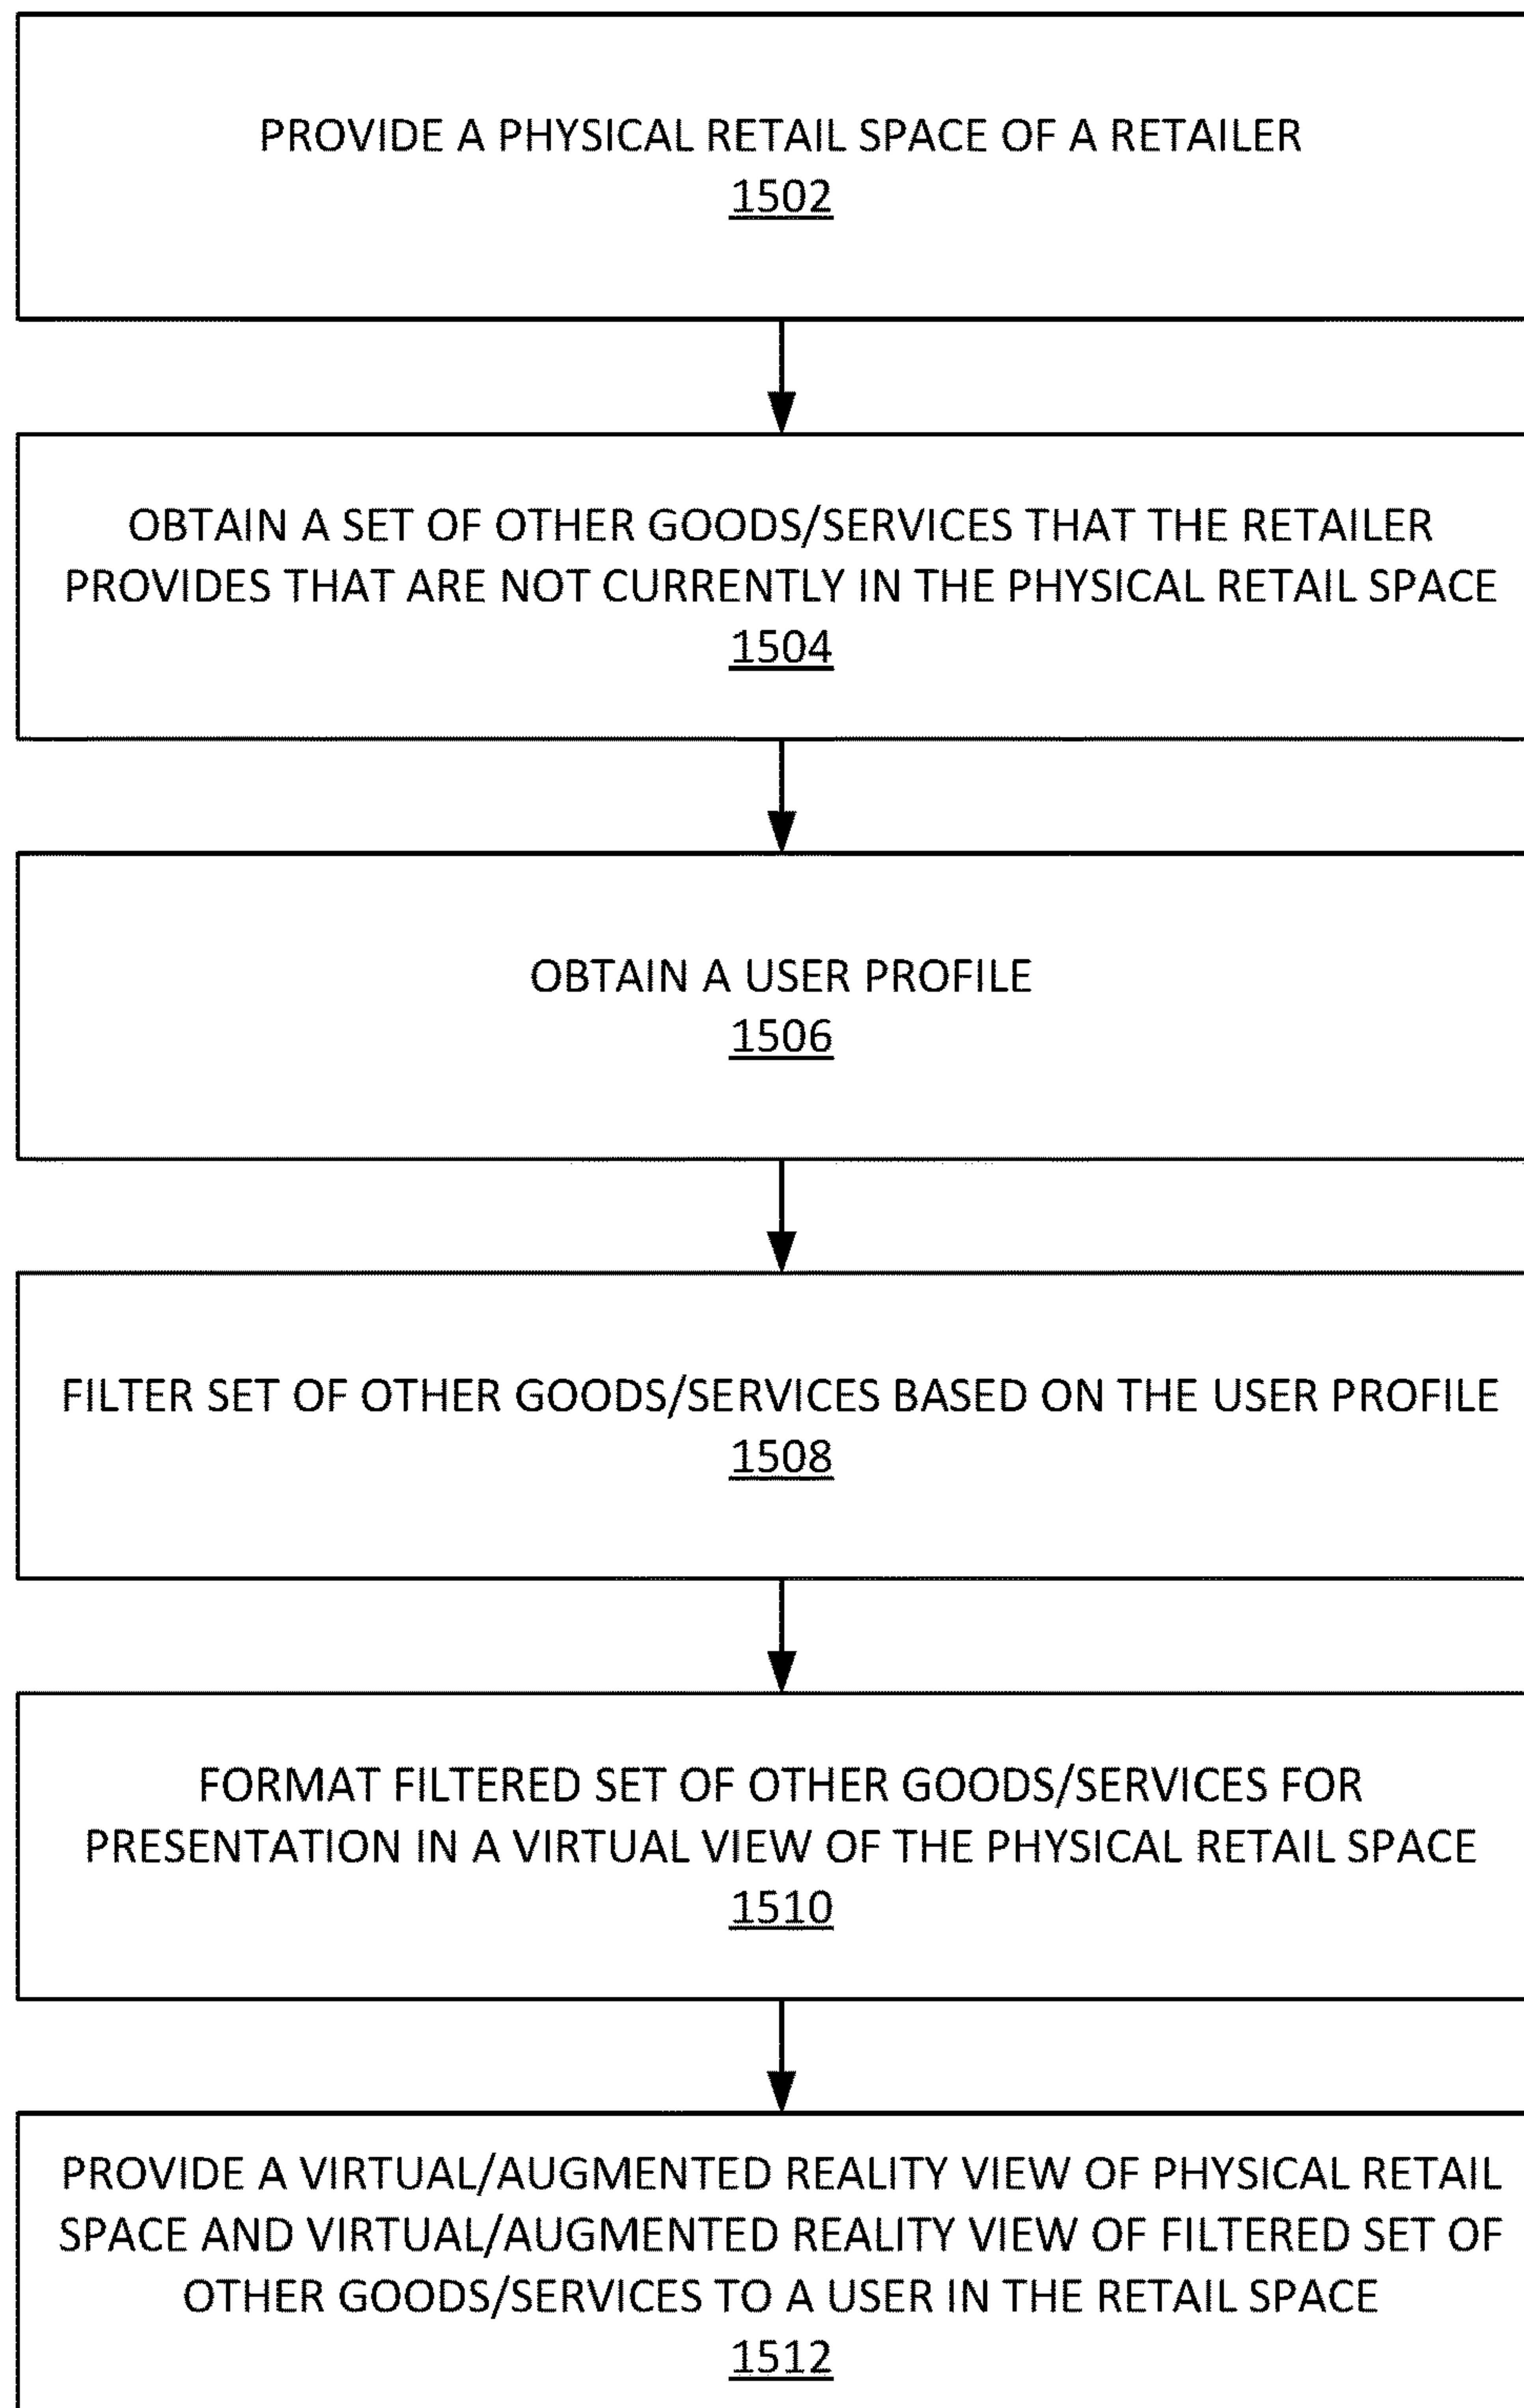 PROVIDE A PHYSICAL RETAIL SPACE OF A RETAILER
1502
OBTAIN A SET OF OTHER GOODS/SERVICES THAT THE RETAILER
PROVIDES THAT ARE NOT CURRENTLY IN THE PHYSICAL RETAIL SPACE
1504
OBTAIN A USER PROFILE
1506
FILTER SET OF OTHER GOODS/SERVICES BASED ON THE USER PROFILE
1508
FORMAT FILTERED SET OF OTHER GOODS/SERVICES FOR
PRESENTATION IN A VIRTUAL VIEW OF THE PHYSICAL RETAIL SPACE
1510
PROVIDE A VIRTUAL/AUGMENTED REALITY VIEW OF PHYSICAL RETAIL
SPACE AND VIRTUAL/AUGMENTED REALITY VIEW OF FILTERED SET OF
OTHER GOODS/SERVICES TO A USER IN THE RETAIL SPACE
1512